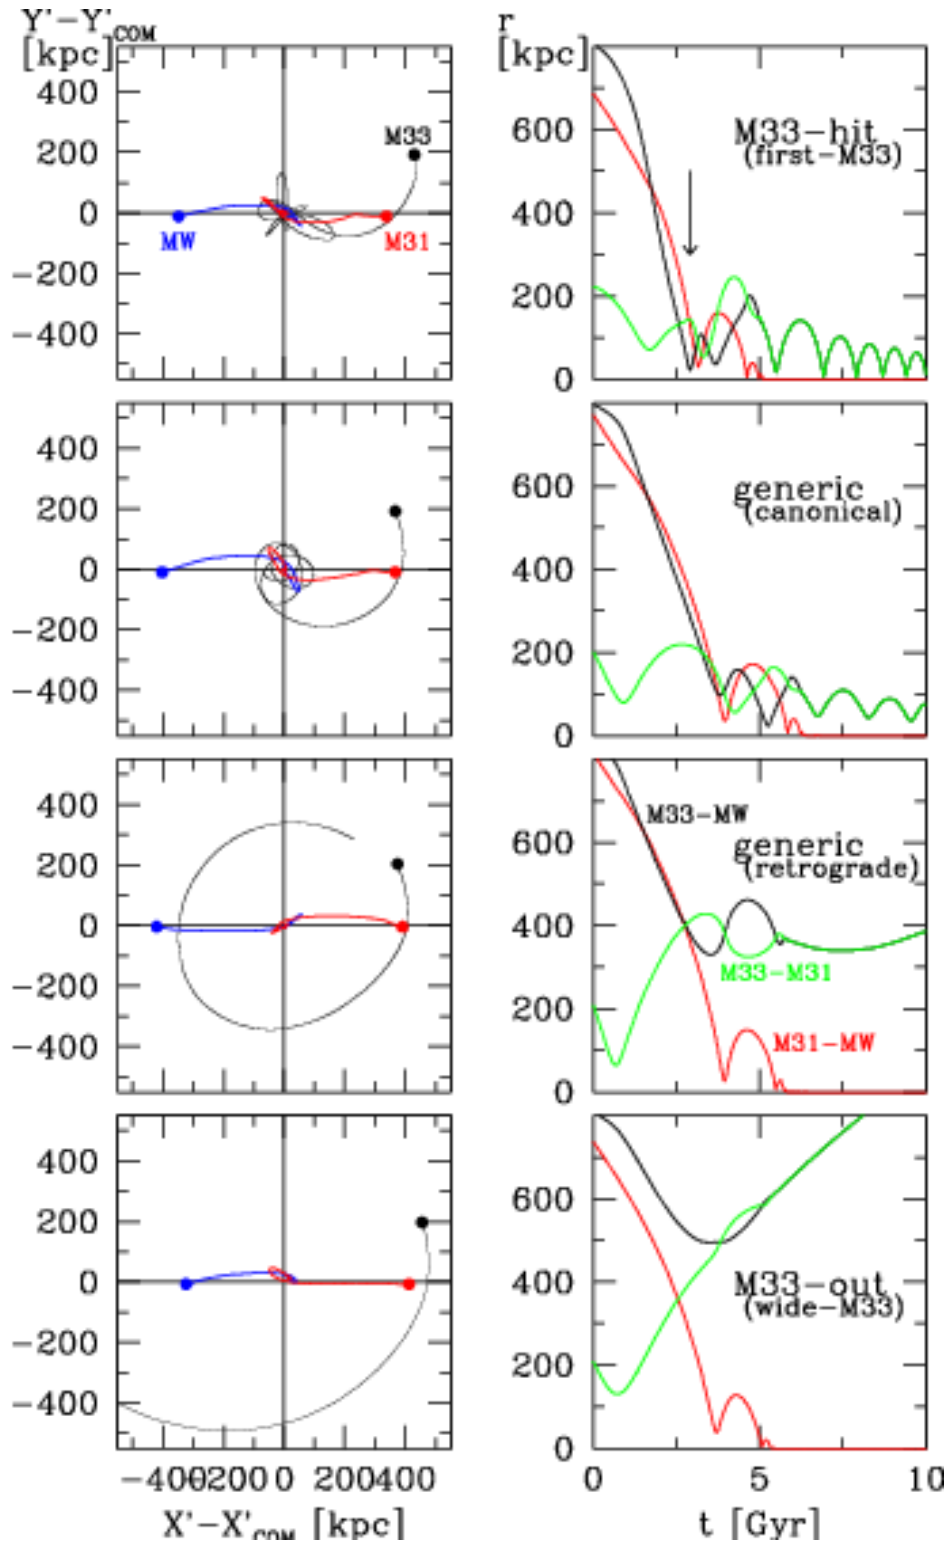 Y'−Y'COM
[kpc]
r
[kpc]
400
200
0
−200
−400
M33
MW
M31
600
400
200
0
M33−hit
(first−M33)
400
200
0
−200
−400
600
400
200
0
generic
(canonical)
400
200
0
−200
−400
600
400
200
0
M33−MW
generic
(retrograde)
M33−M31
M31−MW
400
200
0
−200
−400
600
400
200
0
M33−out
(wide−M33)
−400 −200 0 200 400
0 5 10
X'−X'COM [kpc]
t [Gyr]